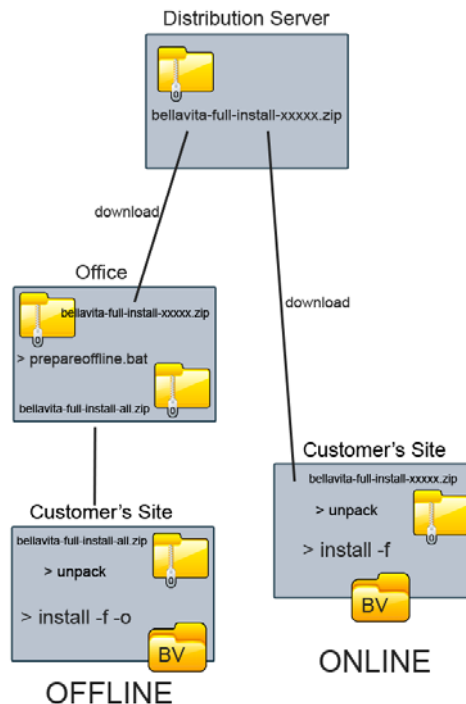 Distribution Server
bellavita-full-install-xxxxx.zip
download
Office
bellavita-full-install-xxxxx.zip
> prepareoffline.bat
bellavita-full-install-all.zip
Customer's Site
bellavita-full-install-all.zip
> unpack
> install -f -o
BV
OFFLINE
download
Customer's Site
bellavita-full-install-xxxx.zip
> unpack
> install -f
BV
ONLINE